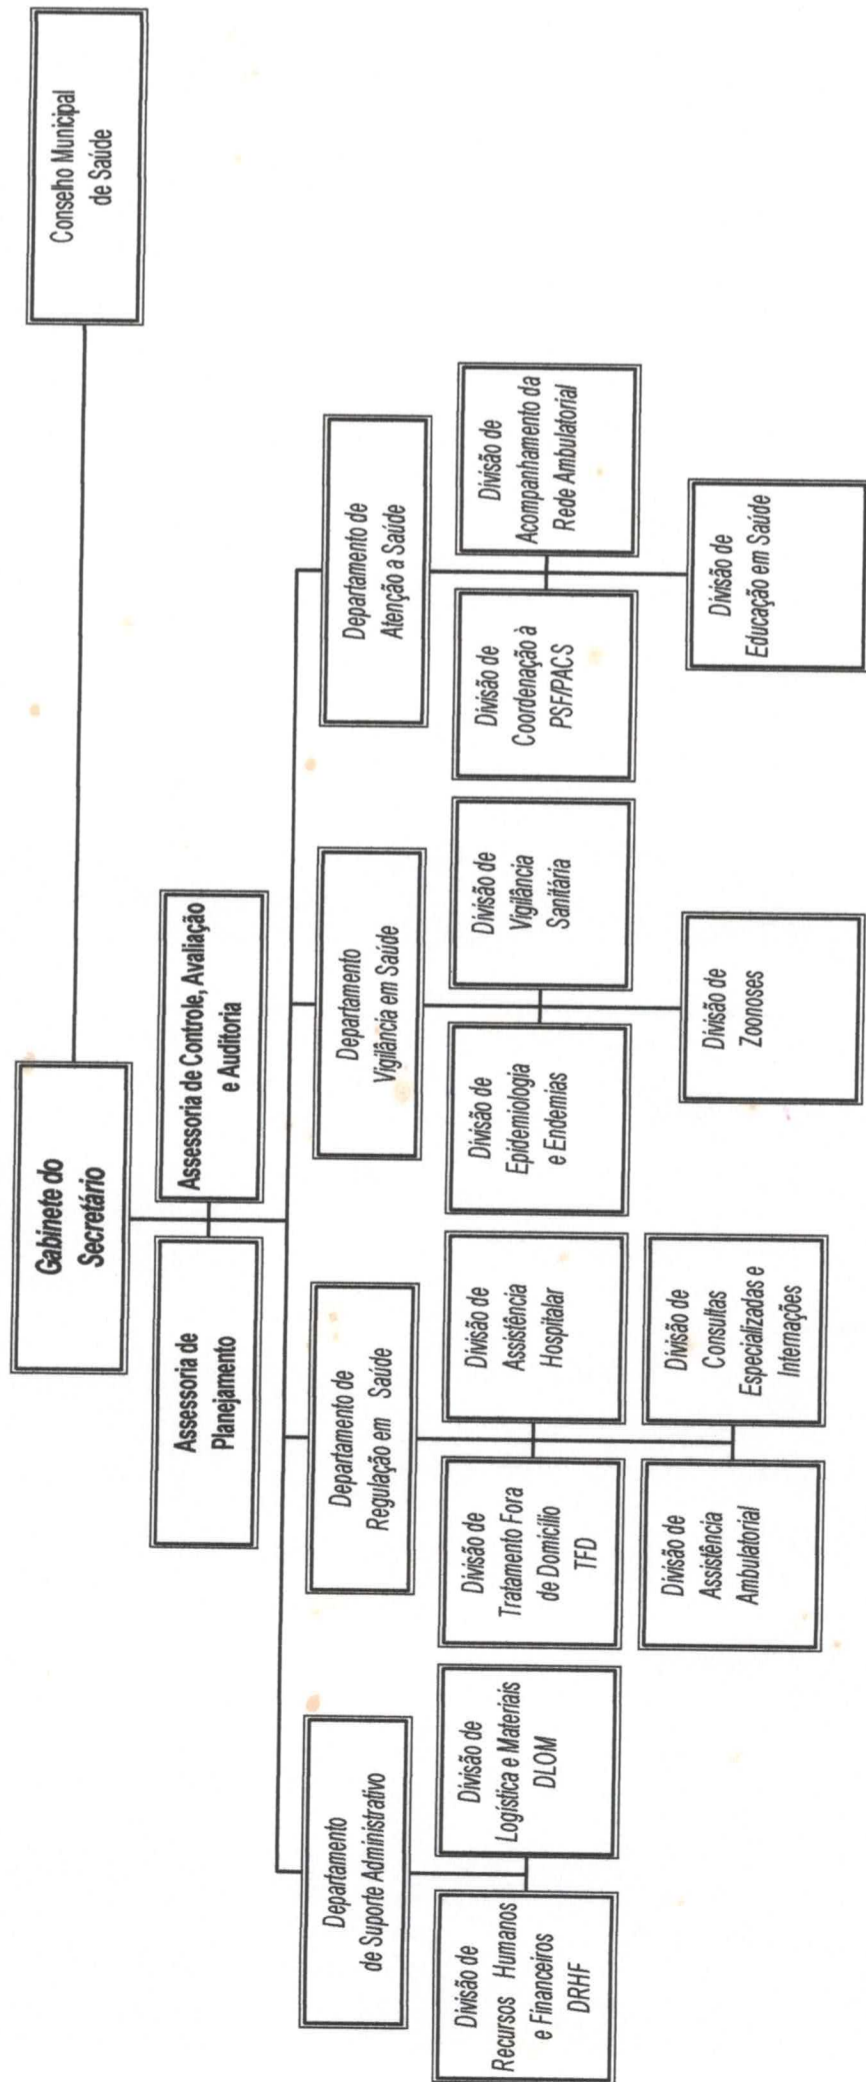 Conselho Municipal
de Saúde
Gabinete do
Secretário
Assessoria de
Planejamento
Assessoria de Controle, Avaliação
e Auditoria
Departamento
de Suporte Administrativo
Departamento de
Regulação em Saúde
Departamento
Vigilância em Saúde
Departamento de
Atenção a Saúde
Divisão de
Recursos Humanos
e Financeiros
DRHF
Divisão de
Logística e Materiais
DLOM
Divisão de
Tratamento Fora
de Domicílio
TFD
Divisão de
Assistência
Hospitalar
Divisão de
Epidemiologia
e Endemias
Divisão de
Vigilância
Sanitária
Divisão de
Coordenação à
PSF/PACS
Divisão de
Acompanhamento da
Rede Ambulatorial
Divisão de
Assistência
Ambulatorial
Divisão de
Consultas
Especializadas e
Internações
Divisão de
Zoonoses
Divisão de
Educação em Saúde